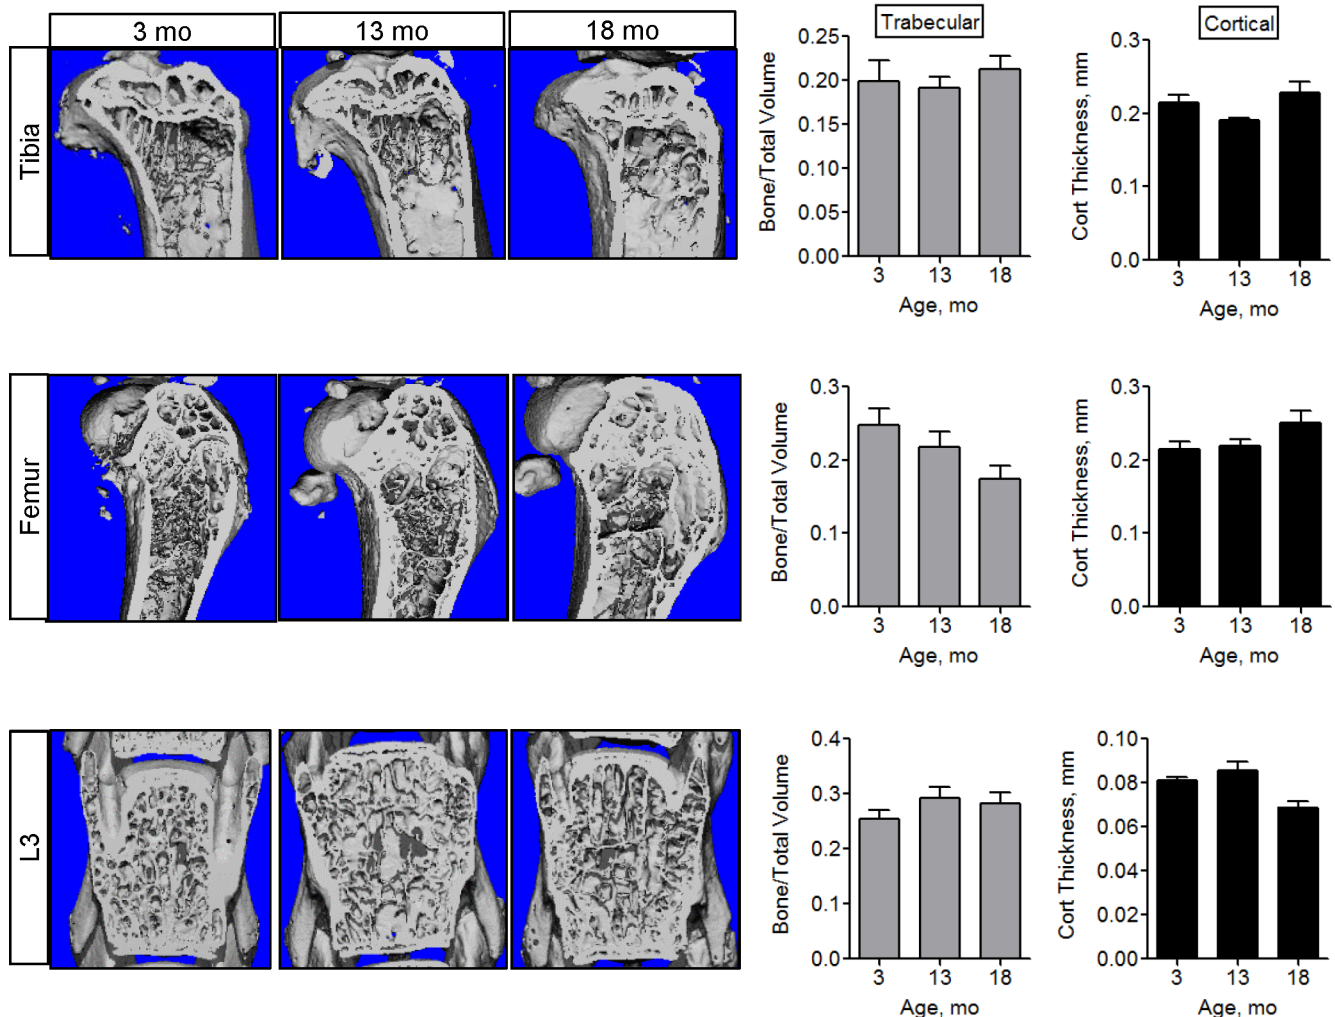 3 mo 13 mo 18 mo
Trabecular
Cortical
Tibia
Bone/Total Volume
0.25
0.20
0.15
0.10
0.05
0.00
3 13 18
Age, mo
Cort Thickness, mm
0.3
0.2
0.1
0.0
3 13 18
Age, mo
Femur
Bone/Total Volume
0.3
0.2
0.1
0.0
3 13 18
Age, mo
Cort Thickness, mm
0.3
0.2
0.1
0.0
3 13 18
Age, mo
L3
Bone/Total Volume
0.4
0.3
0.2
0.1
0.0
3 13 18
Age, mo
Cort Thickness, mm
0.10
0.08
0.06
0.04
0.02
0.00
3 13 18
Age, mo